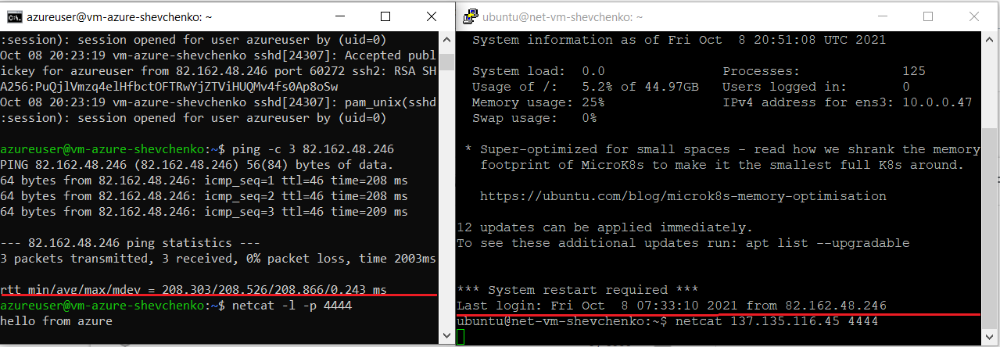 azureuser@vm-azure-shevchenko: ~
:session): session opened for user azureuser by (uid=0)
Oct 08 20:23:19 vm-azure-shevchenko sshd[24307]: Accepted publ
ickey for azureuser from 82.162.48.246 port 60272 ssh2: RSA SH
A256:PuQjlVmzq4elHfbctOFTRwYjZTViHUQMv4fs0Ap8oSw
Oct 08 20:23:19 vm-azure-shevchenko sshd[24307]: pam_unix(sshd
:session): session opened for user azureuser by (uid=0)
azureuser@vm-azure-shevchenko:~$ ping -c 3 82.162.48.246
PING 82.162.48.246 (82.162.48.246) 56(84) bytes of data.
64 bytes from 82.162.48.246: icmp_seq=1 ttl=46 time=208 ms
64 bytes from 82.162.48.246: icmp_seq=2 ttl=46 time=208 ms
64 bytes from 82.162.48.246: icmp_seq=3 ttl=46 time=209 ms
--- 82.162.48.246 ping statistics ---
3 packets transmitted, 3 received, 0% packet loss, time 2003ms
rtt min/avg/max/mdev = 208.303/208.526/208.866/0.243 ms
azureuser@vm-azure-shevchenko:~$ netcat -l -p 4444
hello from azure
ubuntu@net-vm-shevchenko: ~
System information as of Fri Oct  8 20:51:08 UTC 2021
System load:  0.0 Processes: 125
Usage of /:   5.2% of 44.97GB Users logged in: 0
Memory usage: 25% IPv4 address for ens3: 10.0.0.47
Swap usage:   0%
* Super-optimized for small spaces - read how we shrank the memory
footprint of MicroK8s to make it the smallest full K8s around.
https://ubuntu.com/blog/microk8s-memory-optimisation
12 updates can be applied immediately.
To see these additional updates run: apt list --upgradable
*** System restart required ***
Last login: Fri Oct  8 07:33:10 2021 from 82.162.48.246
ubuntu@net-vm-shevchenko:~$ netcat 137.135.116.45 4444